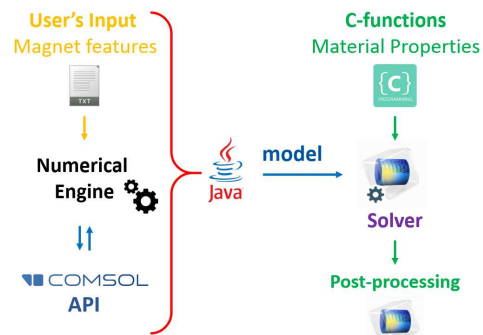 User's Input
Magnet features
TXT
Numerical
Engine
COMSOL
API
Java
model
C-functions
Material Properties
{C}
PROGRAMMING
Solver
Post-processing